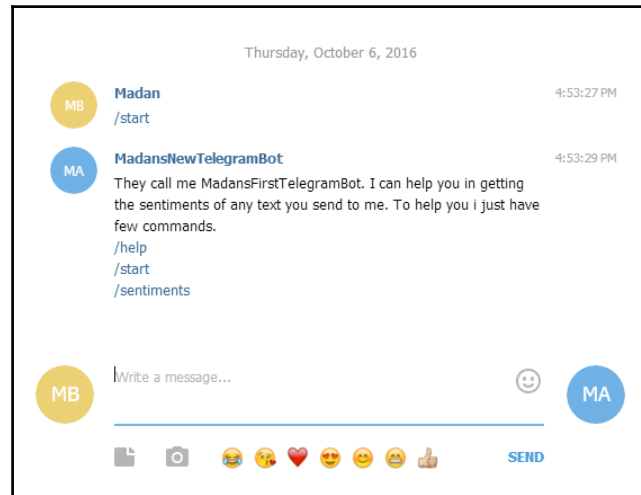 Thursday, October 6, 2016
MB
Madan
4:53:27 PM
/start
MA
MadansNewTelegramBot
4:53:29 PM
They call me MadansFirstTelegramBot. I can help you in getting
the sentiments of any text you send to me. To help you i just have
few commands.
/help
/start
/sentiments
MB
Write a message...
MA
SEND